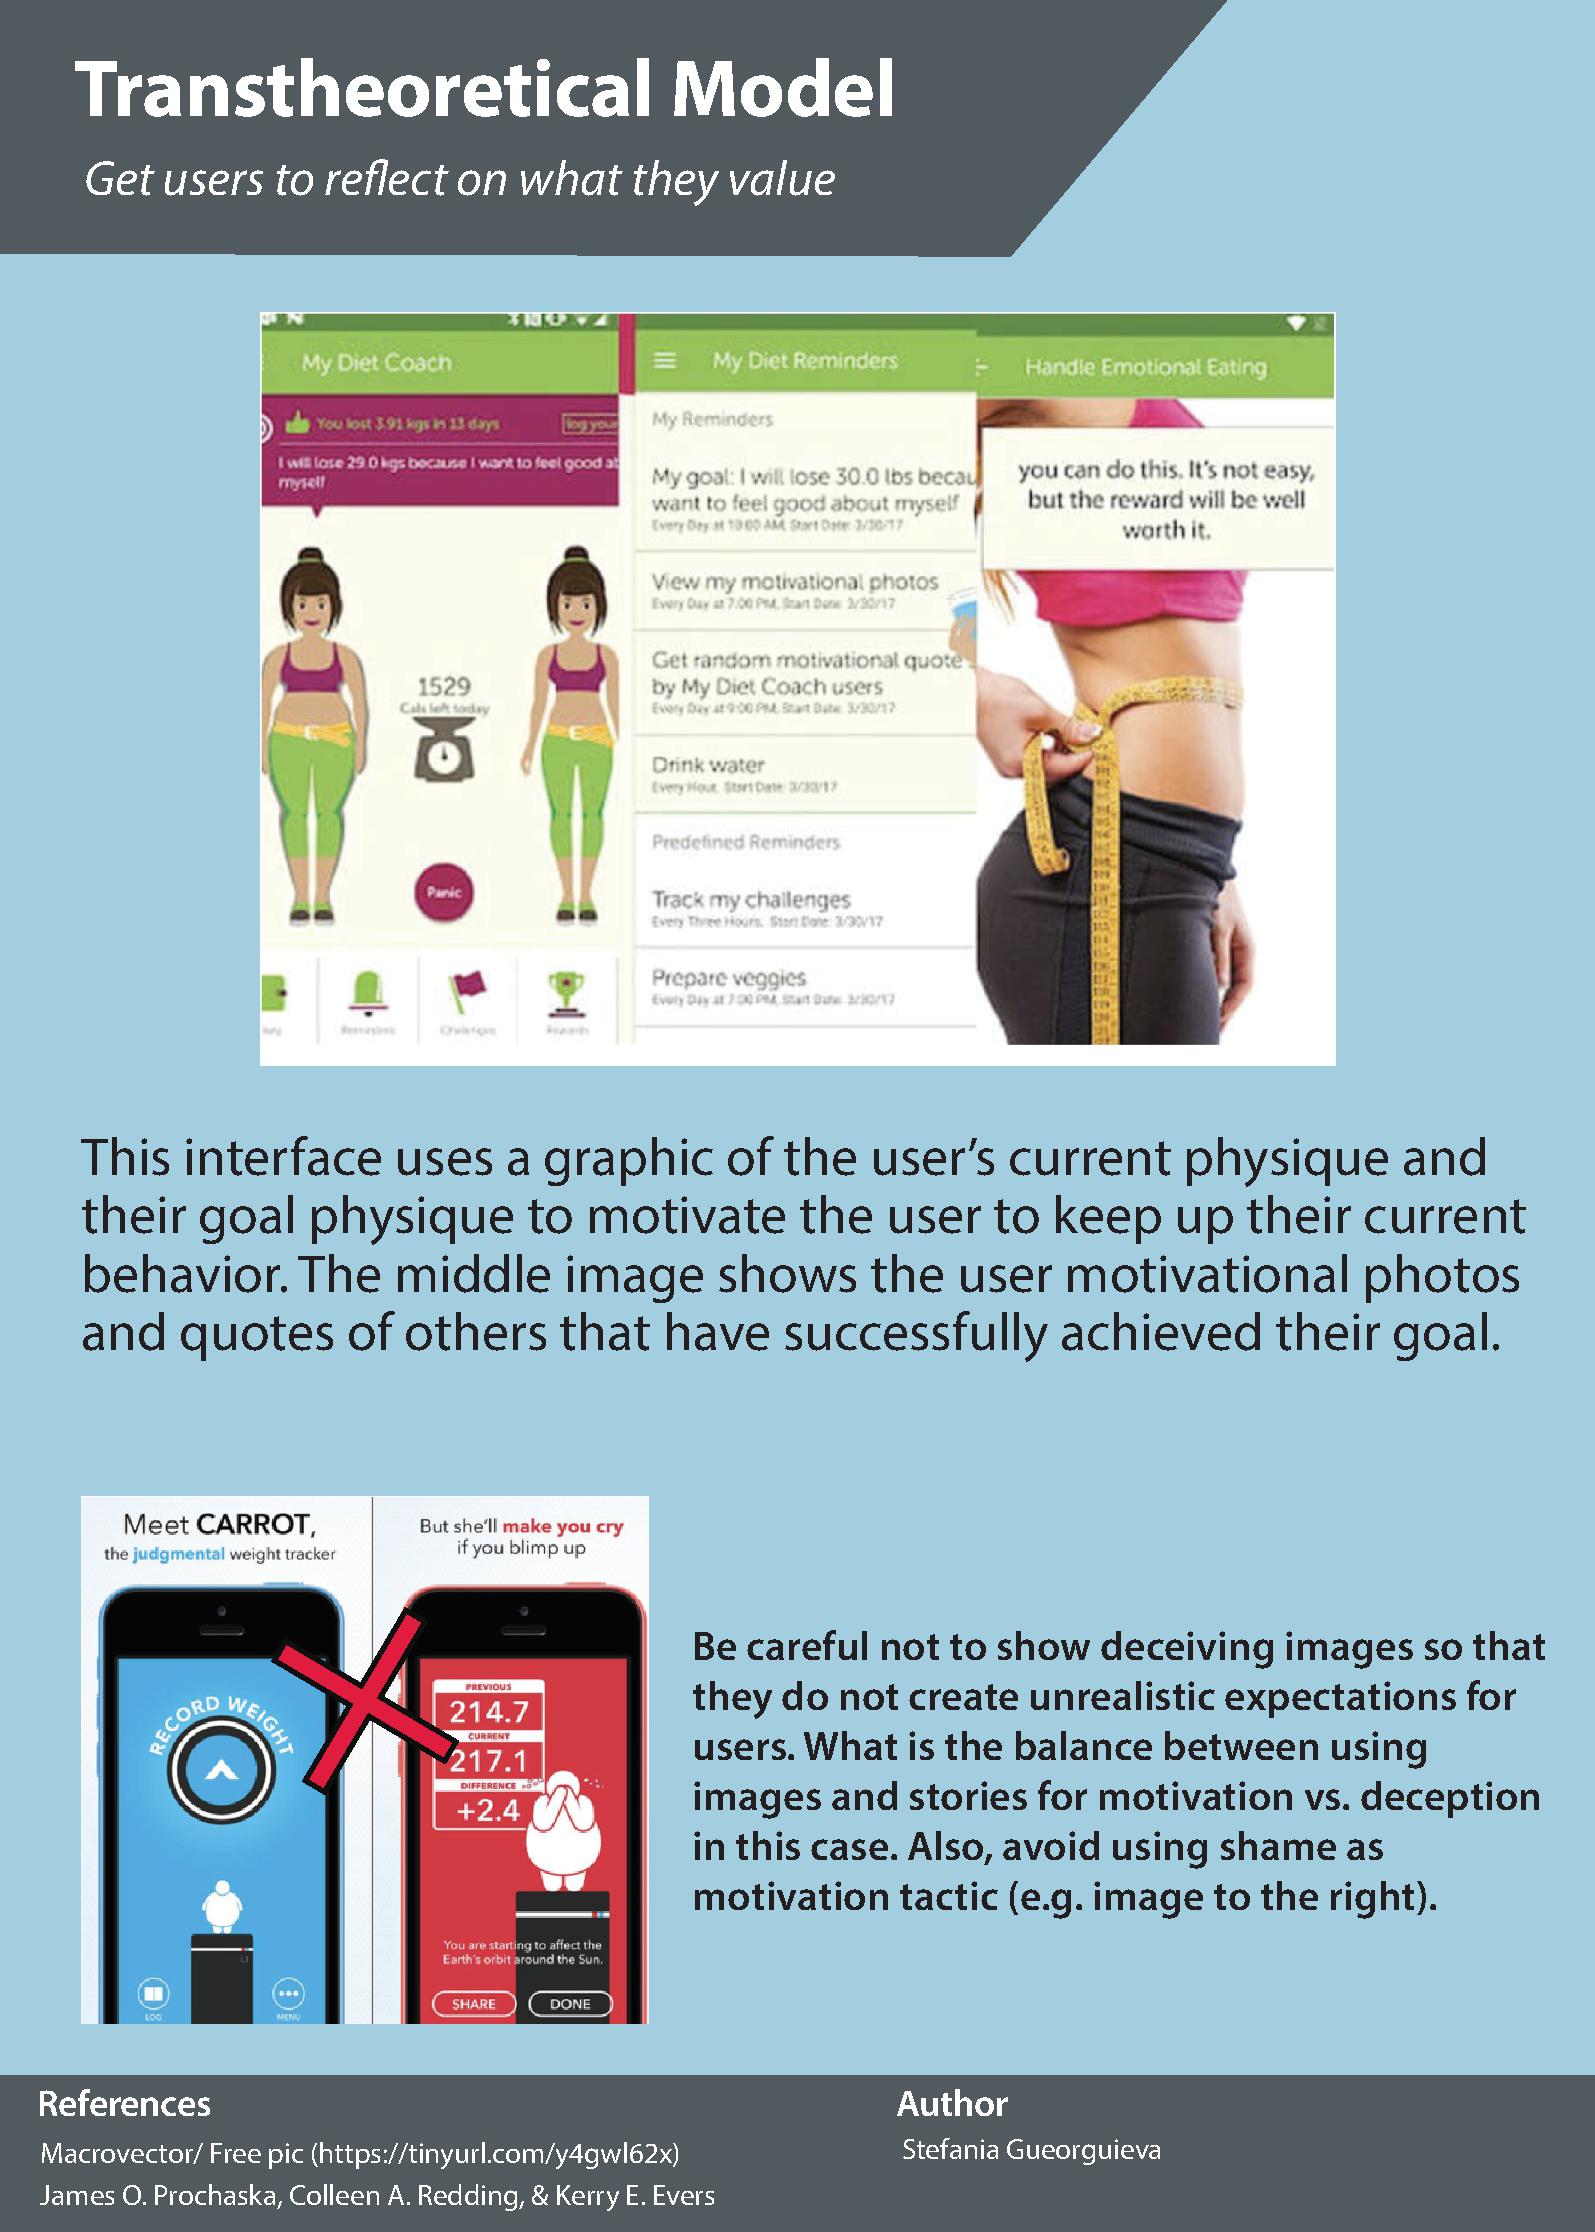 Transtheoretical Model
Get users to reflect on what they value
My Diet Coach
You lost 3.91 kgs in 13 days
log your
I will lose 29.0 kgs because I want to feel good at
myself
1529
Cals left today
Panic
Reminders
Challenges
Rewards
My Diet Reminders
My Reminders
My goal: I will lose 30.0 lbs becau
want to feel good about myself
Every Day at 10:00 AM, Start Date: 3/30/17
View my motivational photos
Every Day at 7:00 PM, Start Date: 3/30/17
Get random motivational quote
by My Diet Coach users
Every Day at 9:00 PM, Start Date: 3/30/17
Drink water
Every Hour, Start Date: 3/30/17
Predefined Reminders
Track my challenges
Every Three Hours, Start Date: 3/30/17
Prepare veggies
Every Day at 7:00 PM, Start Date: 3/30/17
Handle Emotional Eating
you can do this. It's not easy,
but the reward will be well
worth it.
This interface uses a graphic of the user's current physique and
their goal physique to motivate the user to keep up their current
behavior. The middle image shows the user motivational photos
and quotes of others that have successfully achieved their goal.
Meet CARROT,
the judgmental weight tracker
RECORD WEIGHT
LOG
MENU
But she'll make you cry
if you blimp up
PREVIOUS
214.7
CURRENT
217.1
DIFFERENCE
+2.4
You are starting to affect the
Earth's orbit around the Sun.
SHARE
DONE
Be careful not to show deceiving images so that
they do not create unrealistic expectations for
users. What is the balance between using
images and stories for motivation vs. deception
in this case. Also, avoid using shame as
motivation tactic (e.g. image to the right).
References
Macrovector/ Free pic (https://tinyurl.com/y4gwl62x)
James O. Prochaska, Colleen A. Redding, & Kerry E. Evers
Author
Stefania Gueorguieva